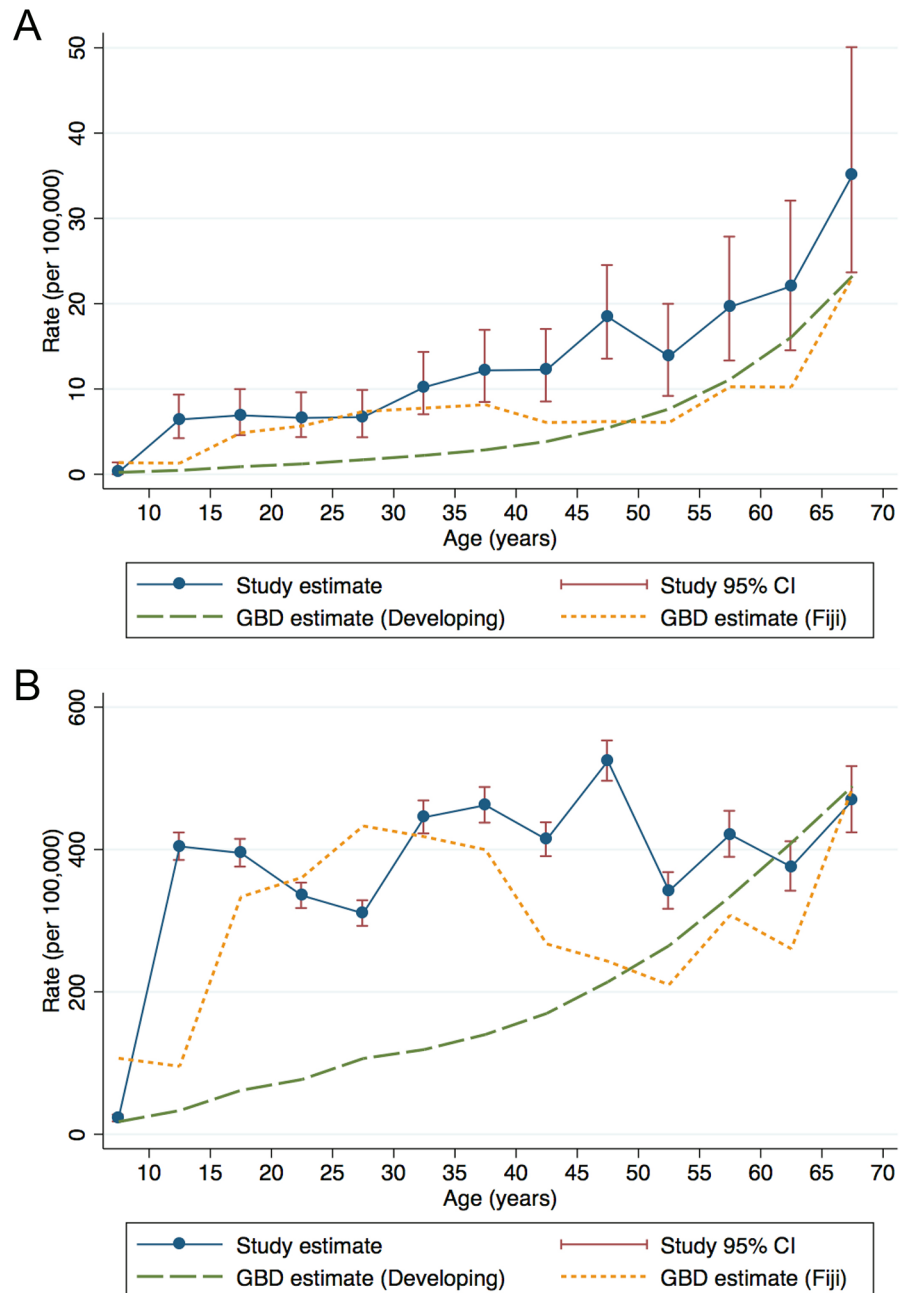 A
Rate (per 100,000)
50
40
30
20
10
0
10 15 20 25 30 35 40 45 50 55 60 65 70
Age (years)
Study estimate Study 95% CI
GBD estimate (Developing) GBD estimate (Fiji)
B
Rate (per 100,000)
600
400
200
0
10 15 20 25 30 35 40 45 50 55 60 65 70
Age (years)
Study estimate Study 95% CI
GBD estimate (Developing) GBD estimate (Fiji)